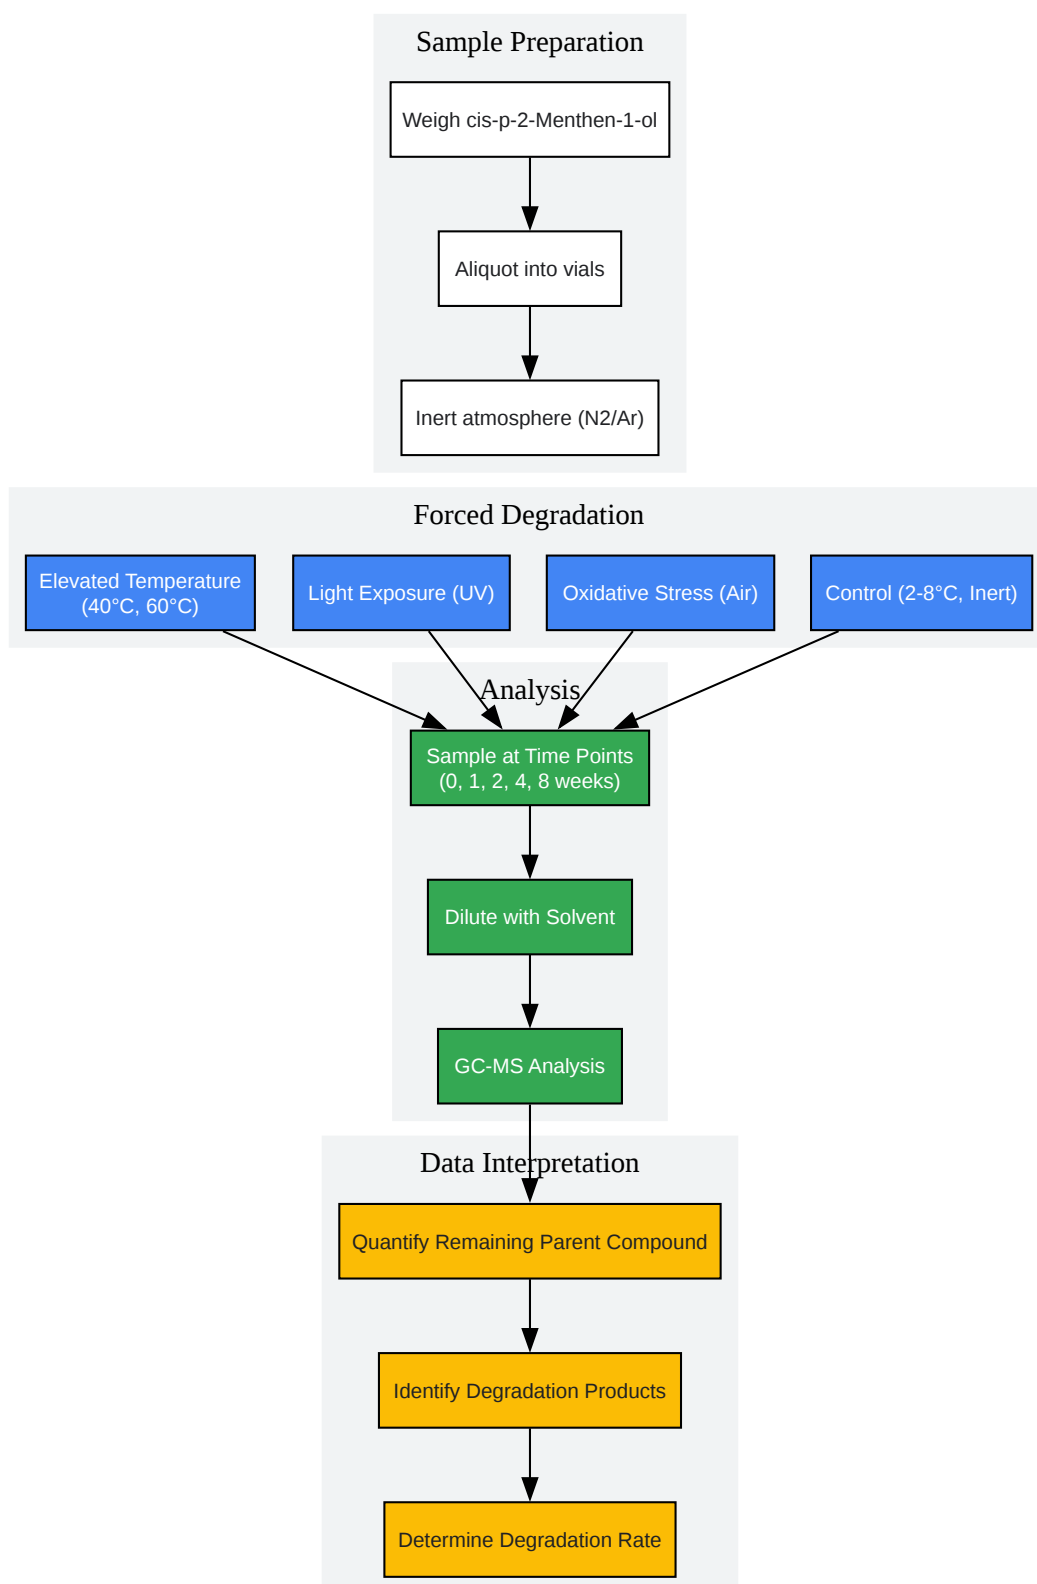 Sample Preparation
Weigh cis-p-2-Menthen-1-ol
Aliquot into vials
Inert atmosphere (N2/Ar)
Forced Degradation
Elevated Temperature
(40°C, 60°C)
Light Exposure (UV)
Oxidative Stress (Air)
Control (2-8°C, Inert)
Analysis
Sample at Time Points
(0, 1, 2, 4, 8 weeks)
Dilute with Solvent
GC-MS Analysis
Data Interpretation
Quantify Remaining Parent Compound
Identify Degradation Products
Determine Degradation Rate